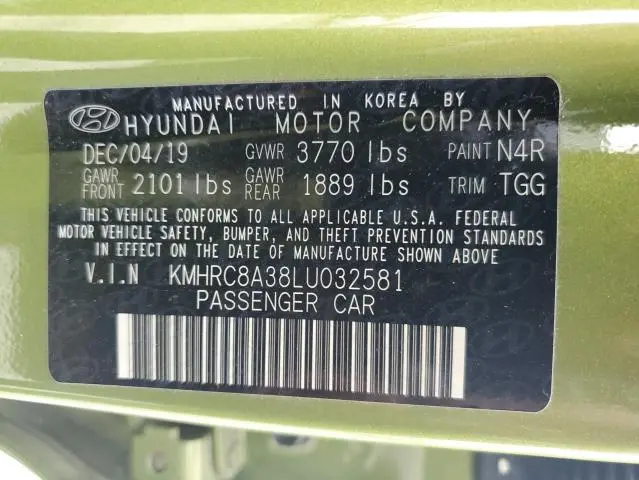 MANUFACTURED IN KOREA BY
HYUNDAI MOTOR COMPANY
DEC/04/19 GVWR 3770 lbs PAINT N4R
GAWR FRONT 2101 lbs GAWR REAR 1889 lbs TRIM TGG
THIS VEHICLE CONFORMS TO ALL APPLICABLE U.S.A. FEDERAL
MOTOR VEHICLE SAFETY, BUMPER, AND THEFT PREVENTION STANDARDS
IN EFFECT ON THE DATE OF MANUFACTURE SHOWN ABOVE
V.I.N KMHRC8A38LU032581
PASSENGER CAR